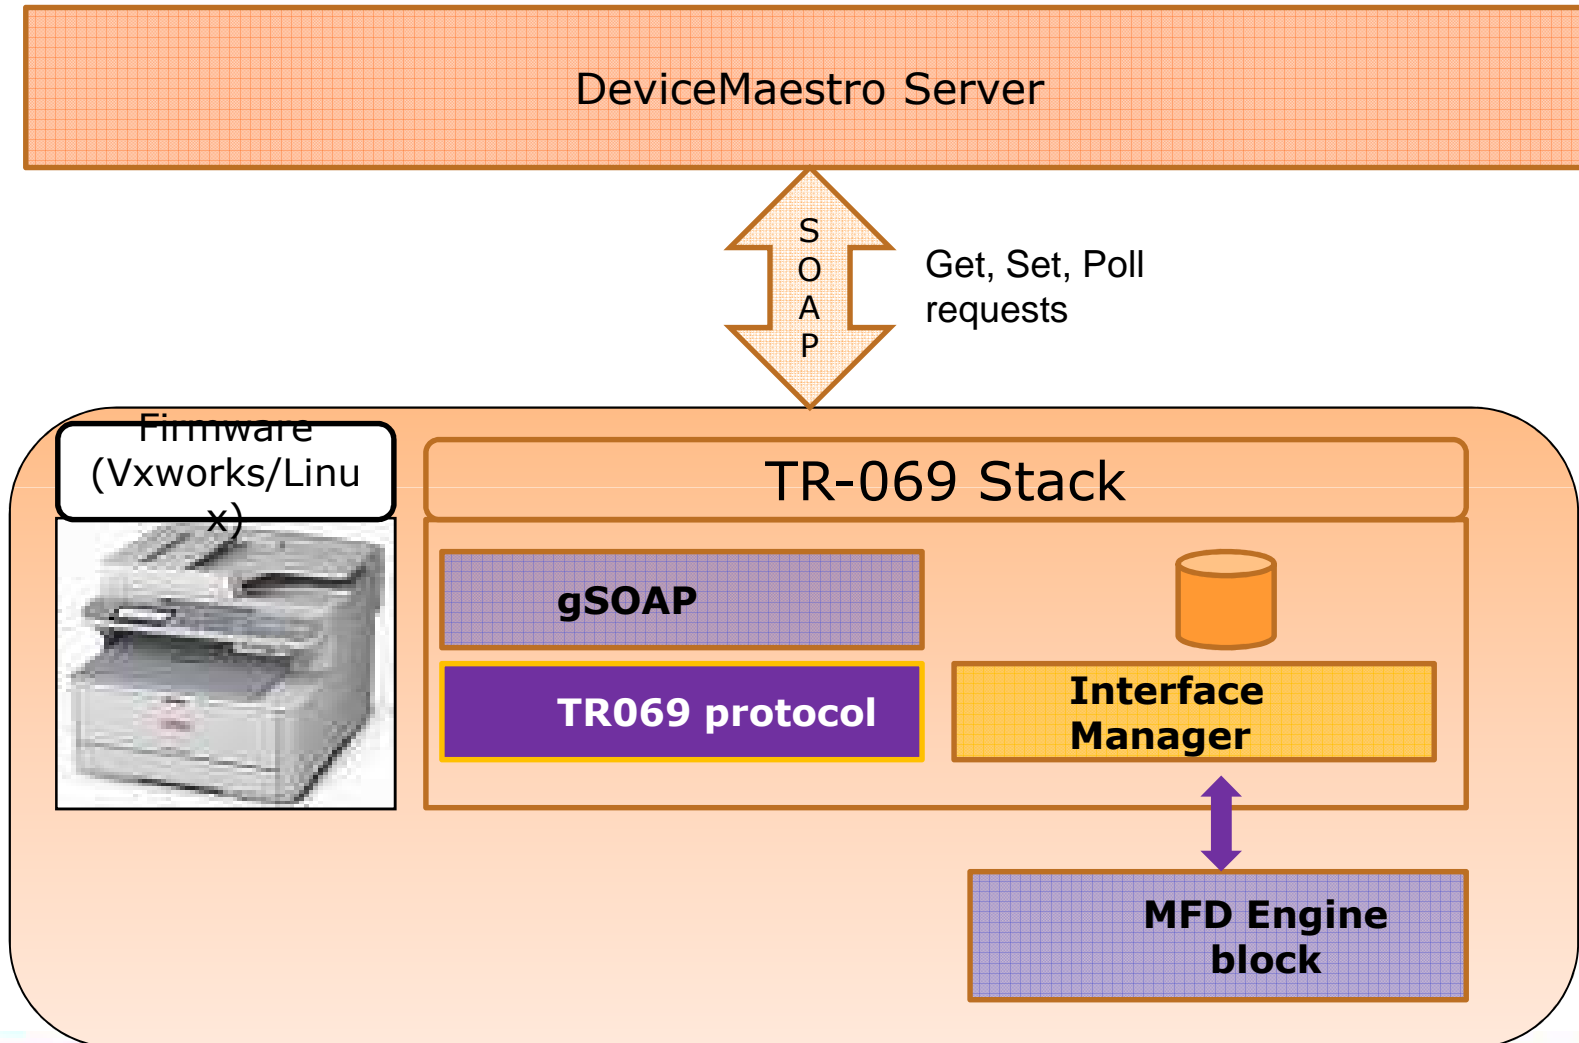 DeviceMaestro Server
S
O
A
P
Get, Set, Poll
requests
Firmware
(Vxworks/Linu
x)
TR-069 Stack
gSOAP
TR069 protocol
Interface
Manager
MFD Engine
block